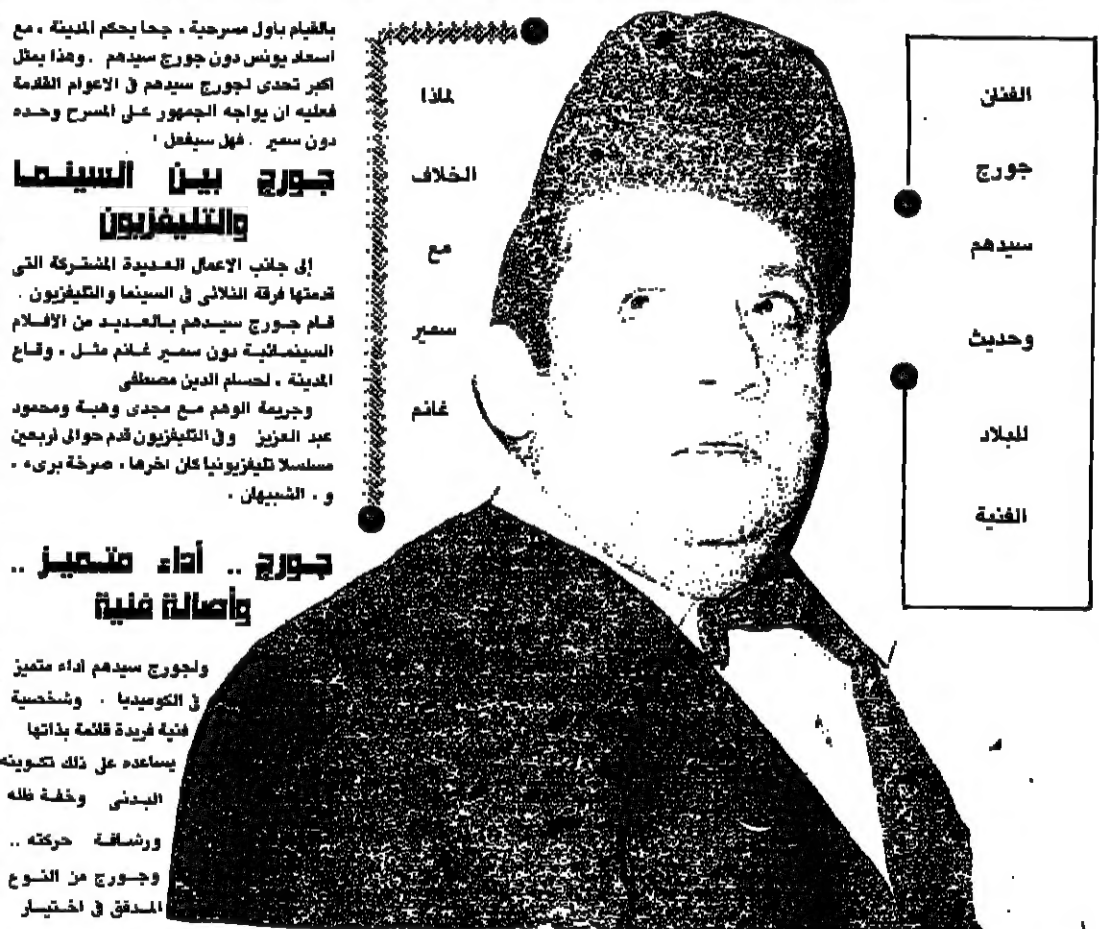 الفنان
جورج
سيدهم
وحديث
للبلاد
الفنية
لماذا
الخلاف
مع
سمير
غانم
بالقيام بأول مسرحية ، جحا يحكم المدينة ، مع
اسعاد يونس دون جورج سيدهم . وهذا يمثل
اكبر تحدى لجورج سيدهم في الاعوام القادمة
فعليه ان يواجه الجمهور على المسرح وحده
دون سمير . فهل سيفعل !
جورج بين السينما
والتليفزيون
إلى جانب الاعمال العديدة المشتركة التي
قدمتها فرقة الثلاثى في السينما والتليفزيون .
قام جورج سيدهم بالعديد من الافلام
السينمائية دون سمير غانم مثل ، وقاع
المدينة ، لحسام الدين مصطفى
وجريمة الوهم مع مجدى وهبة ومحمود
عبد العزيز وفي التليفزيون قدم حوالى اربعين
مسلسلا تليفزيونيا كان اخرها ، صرخة برىء ،
و ، الشبيهان ،
جورج .. أداء متميز ..
وأصالة فنية
ولجورج سيدهم اداء متميز
في الكوميديا . وشخصية
فنية فريدة قائمة بذاتها
يساعده على ذلك تكوينه
البدنى وخفة ظله
ورشاقة حركته ..
وجورج من النوع
المدقق في اختيار